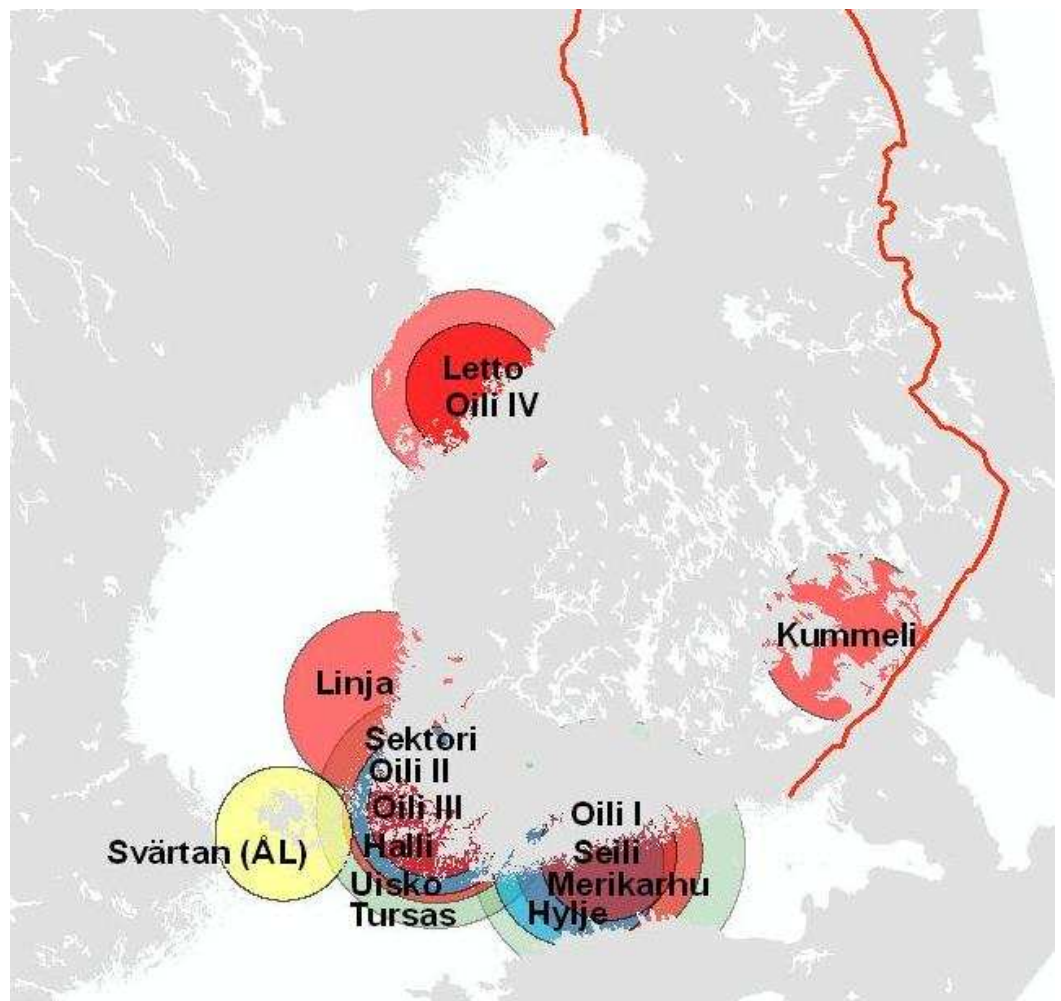 Letto
Oili IV
Kummeli
Linja
Sektori
Oili II
Oili III
Halli
Uisko
Tursas
Svärtan (ÅL)
Oili I
Seili
Merikarhu
Hylje